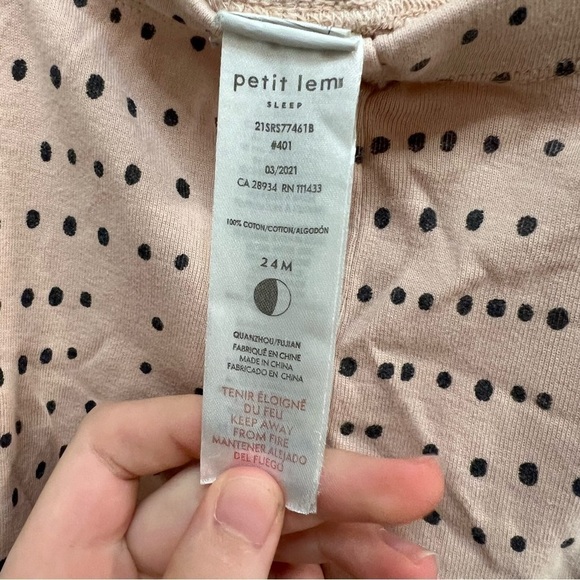 petit lem
SLEEP
21SRS77461B
#401
03/2021
CA 28934 RN 111433
100% COTON/COTTON/ALGODÓN
24M
QUANZHOU/FUJIAN
FABRIQUÉ EN CHINE
MADE IN CHINA
FABRICADO EN CHINA
TENIR ÉLOIGNÉ
DU FEU
KEEP AWAY
FROM FIRE
MANTENER ALEJADO
DEL FUEGO